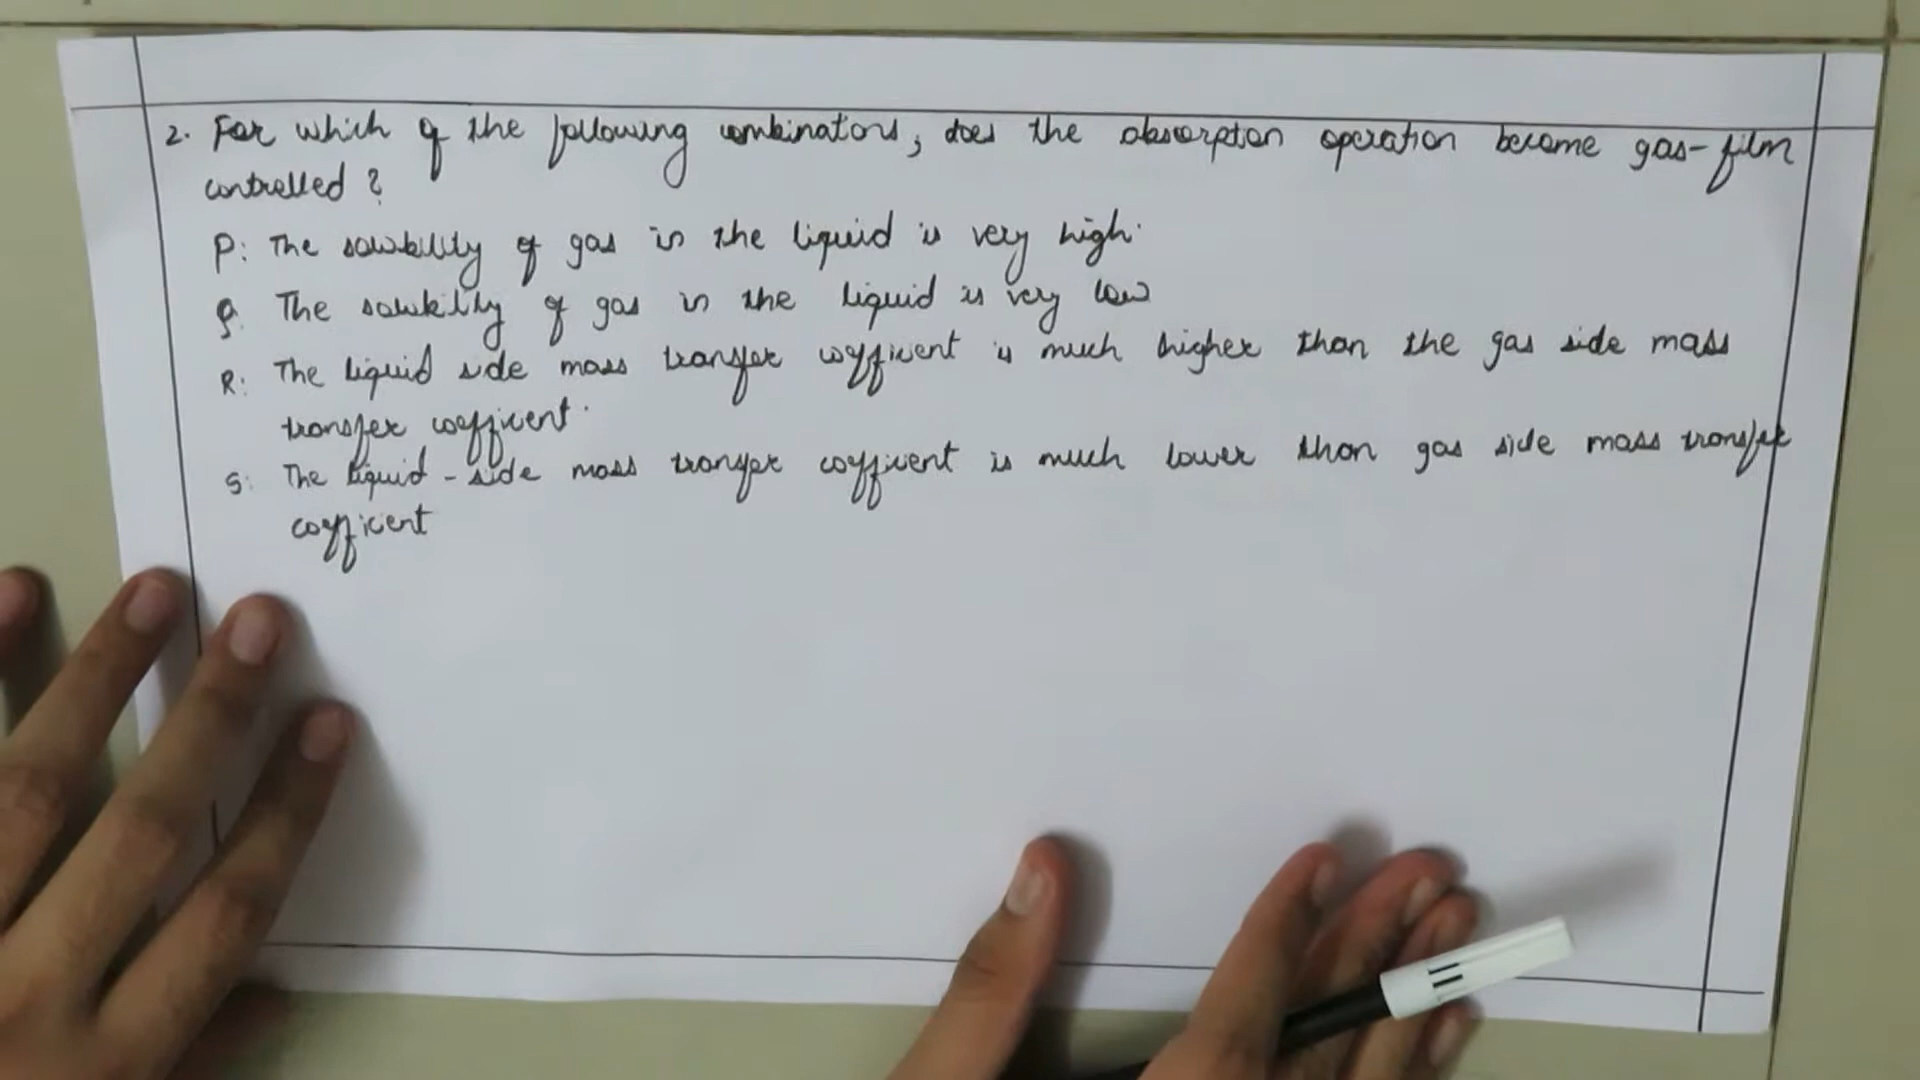 2. For which of the following combinations, does the absorption operation become gas-film
controlled ?
P: The solubility of gas in the liquid is very high.
Q. The solubility of gas in the liquid is very low
R: The liquid side mass transfer coefficient is much higher than the gas side mass
transfer coefficient.
S: The liquid-side mass transfer coefficient is much lower than gas side mass transfer
coefficient